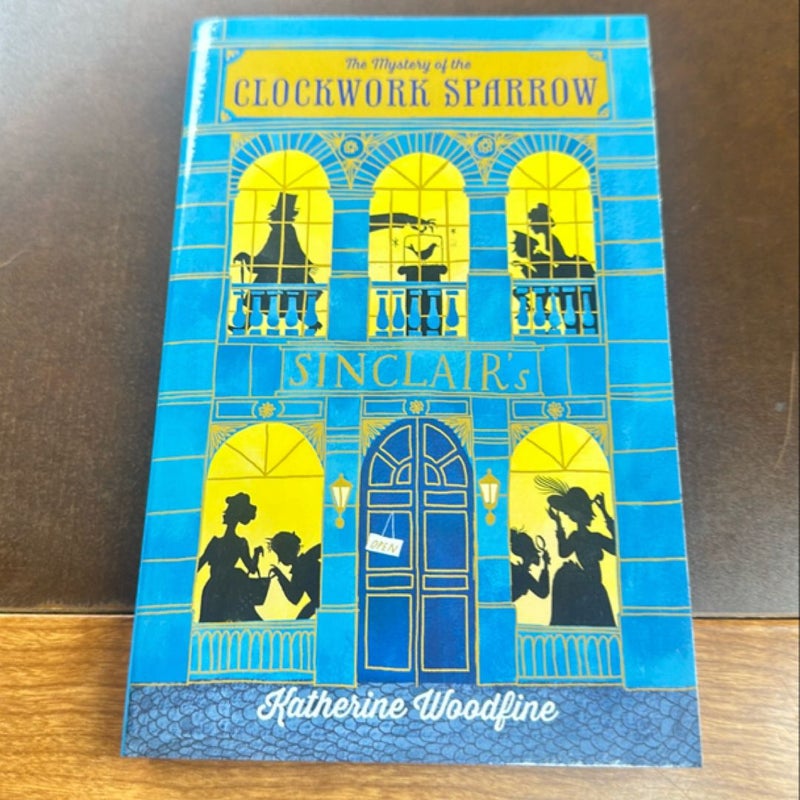 The Mystery of the
CLOCKWORK SPARROW
SINCLAIR's
OPEN
Katherine Woodfine